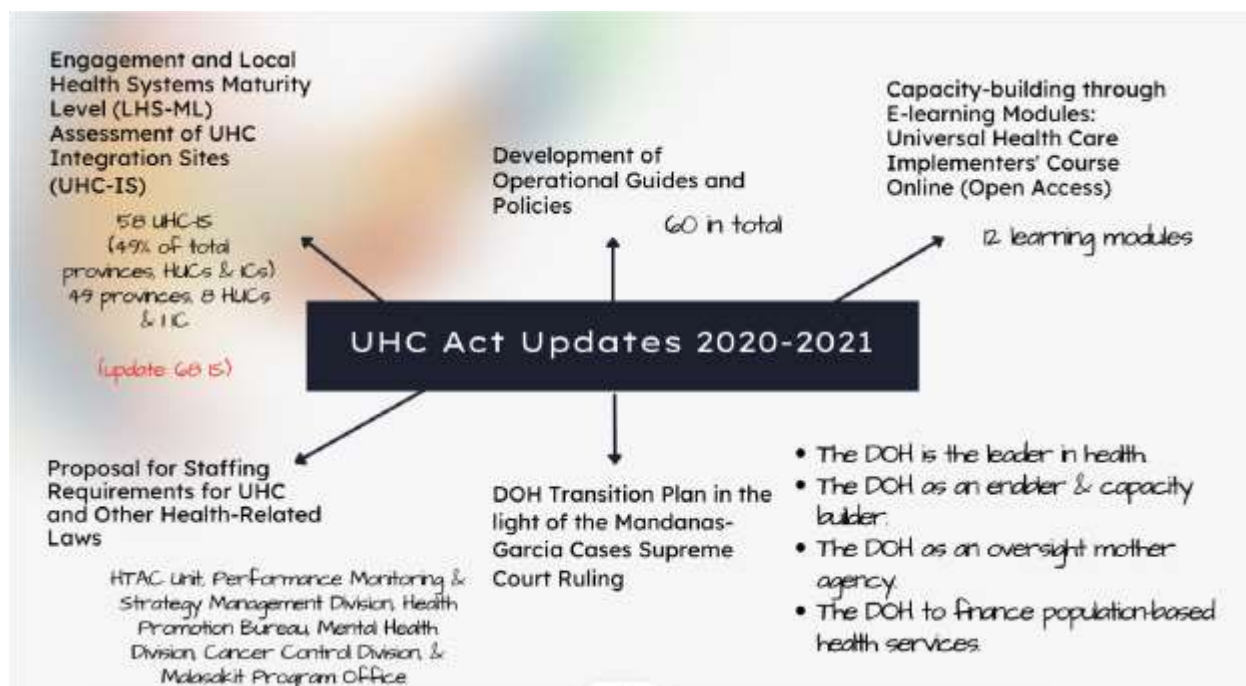 Engagement and Local
Health Systems Maturity
Level (LHS-ML)
Assessment of UHC
Integration Sites
(UHC-IS)
58 UHC-IS
(49% of total
provinces, HUCs & ICs)
49 provinces, 8 HUCs
& 1 IC
(update: 68 IS)
Development of
Operational Guides and
Policies
60 in total
Capacity-building through
E-learning Modules:
Universal Health Care
Implementers' Course
Online (Open Access)
12 learning modules
UHC Act Updates 2020-2021
Proposal for Staffing
Requirements for UHC
and Other Health-Related
Laws
HTAC Unit, Performance Monitoring &
Strategy Management Division, Health
Promotion Bureau, Mental Health
Division, Cancer Control Division, &
Malasakit Program Office
DOH Transition Plan in the
light of the Mandanas-
Garcia Cases Supreme
Court Ruling
• The DOH is the leader in health.
• The DOH as an enabler & capacity
builder.
• The DOH as an oversight mother
agency.
• The DOH to finance population-based
health services.